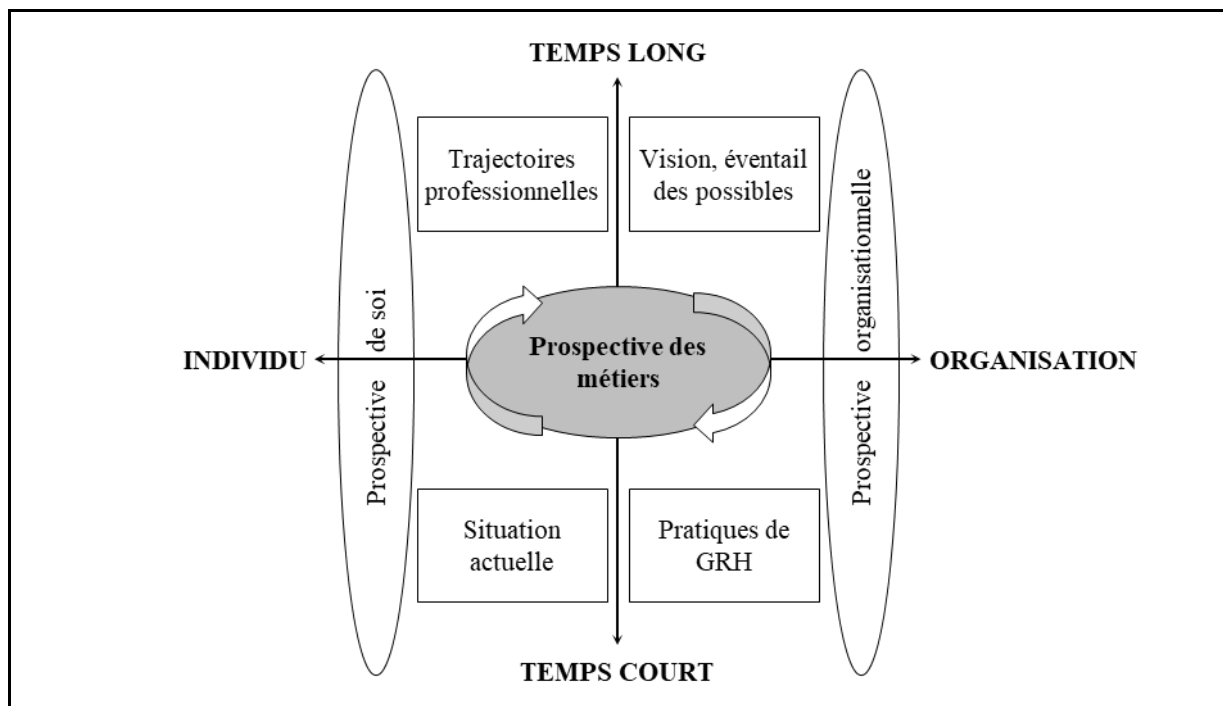 TEMPS LONG
Trajectoires
professionnelles
Vision, éventail
des possibles
Prospective de soi
Prospective organisationnelle
INDIVIDU
Prospective des
métiers
ORGANISATION
Situation
actuelle
Pratiques de
GRH
TEMPS COURT